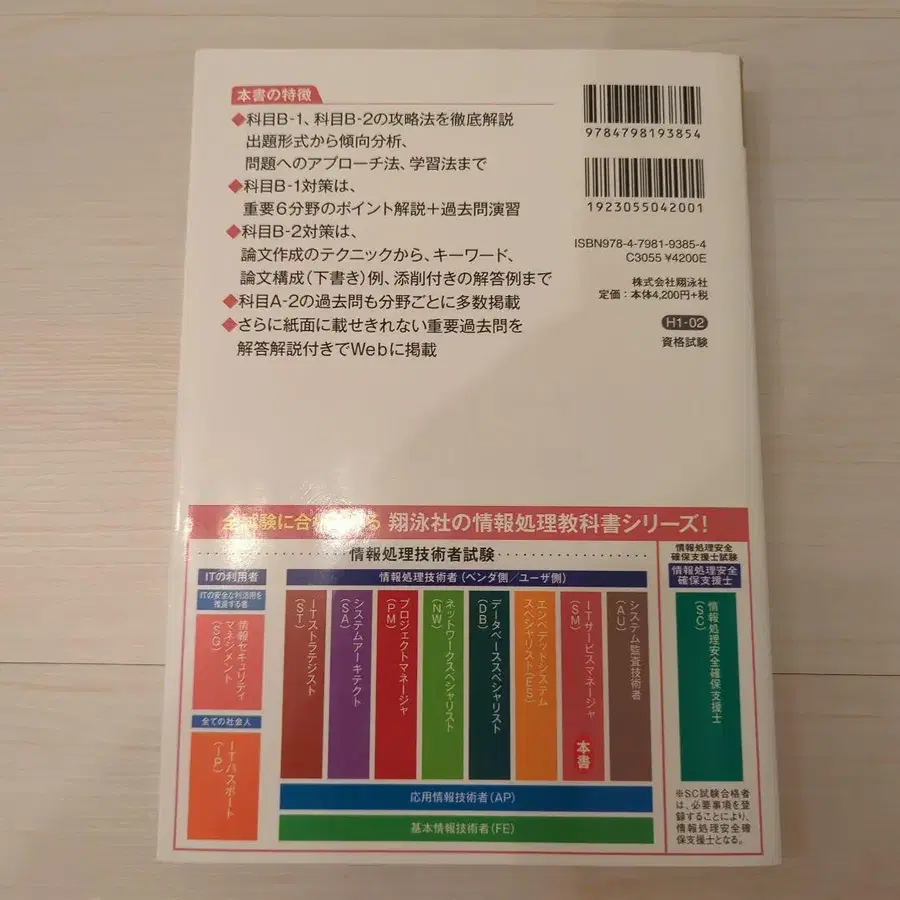 本書の特徴
◆科目B-1、科目B-2の攻略法を徹底解説
出題形式から傾向分析、
問題へのアプローチ法、学習法まで
◆科目B-1対策は、
重要6分野のポイント解説+過去問演習
◆科目B-2対策は、
論文作成のテクニックから、キーワード、
論文構成(下書き)例、添削付きの解答例まで
◆科目A-2の過去問も分野ごとに多数掲載
◆さらに紙面に載せきれない重要過去問を
解答解説付きでWebに掲載
9784798193854
1923055042001
ISBN978-4-7981-9385-4
C3055 ¥4200E
株式会社翔泳社
定価:本体4,200円+税
H1-02
資格試験
試験に合 る 翔泳社の情報処理教科書シリーズ!
情報処理技術者試験
情報処理安全
確保支援士試験
ITの利用者
ITの安全な利活用を
推進する者
情報セキュリティ
マネジメント
(SG)
全ての社会人
ITパスポート
(IP)
情報処理技術者(ベンダ側/ユーザ側)
ITストラテジスト
(ST)
システムアーキテクト
(SA)
プロジェクトマネージャ
(PM)
ネットワークスペシャリスト
(NW)
データベーススペシャリスト
(DB)
エンベデッドシステム
スペシャリスト(ES)
ITサービスマネージャ
(SM)
本書
システム監査技術者
(AU)
応用情報技術者(AP)
基本情報技術者(FE)
情報処理安全
確保支援士
情報処理安全確保支援士
(SC)
※SC試験合格者
は、必要事項を登
録することにより、
情報処理安全確
保支援士となる。